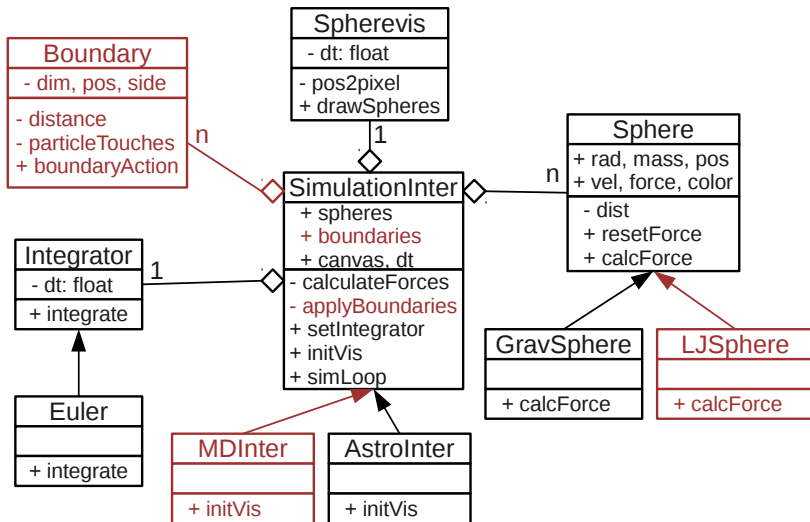 Spherevis
- dt: float
- pos2pixel
+ drawSpheres
1
Boundary
- dim, pos, side
- distance
- particleTouches
+ boundaryAction
n
Sphere
+ rad, mass, pos
+ vel, force, color
- dist
+ resetForce
+ calcForce
n
SimulationInter
+ spheres
+ boundaries
+ canvas, dt
- calculateForces
- applyBoundaries
+ setIntegrator
+ initVis
+ simLoop
Integrator
- dt: float
+ integrate
1
Euler
+ integrate
MDInter
+ initVis
AstroInter
+ initVis
GravSphere
+ calcForce
LJSphere
+ calcForce